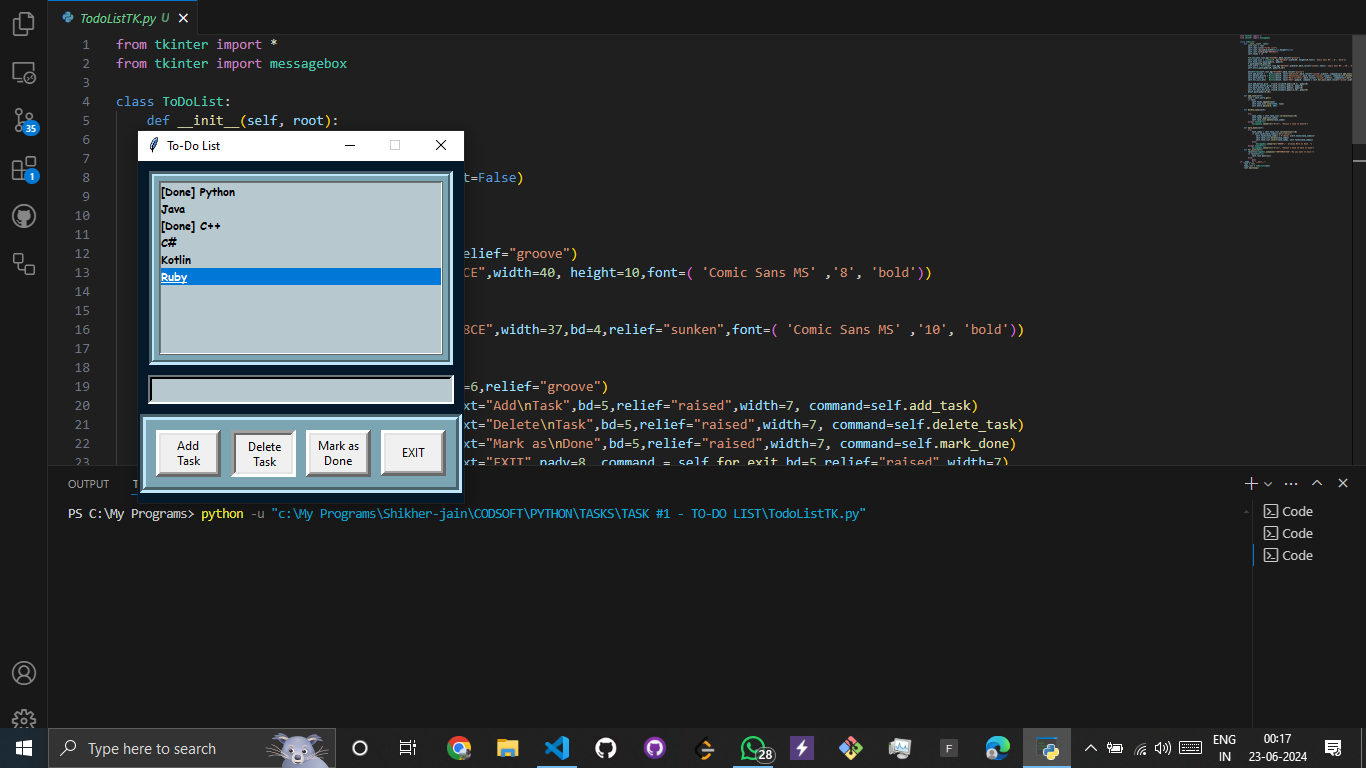 TodoListTK.py U
1 from tkinter import *
2 from tkinter import messagebox
3
4 class ToDoList:
5 def __init__(self, root):
6
7
8 t=False)
9
10
11
12 elief="groove")
13 CE",width=40, height=10,font=( 'Comic Sans MS' ,'8', 'bold'))
14
15
16 8CE",width=37,bd=4,relief="sunken",font=( 'Comic Sans MS' ,'10', 'bold'))
17
18
19 =6,relief="groove")
20 xt="Add\nTask",bd=5,relief="raised",width=7, command=self.add_task)
21 xt="Delete\nTask",bd=5,relief="raised",width=7, command=self.delete_task)
22 xt="Mark as\nDone",bd=5,relief="raised",width=7, command=self.mark_done)
23 xt="EXIT",pady=8, command = self.for_exit,bd=5,relief="raised",width=7)
To-Do List
[Done] Python
Java
[Done] C++
C#
Kotlin
Ruby
Add
Task
Delete
Task
Mark as
Done
EXIT
35
1
OUTPUT T
PS C:\My Programs> python -u "c:\My Programs\Shikher-jain\CODSOFT\PYTHON\TASKS\TASK #1 - TO-DO LIST\TodoListTK.py"
Code
Code
Code
Type here to search
28
F
ENG
IN
00:17
23-06-2024